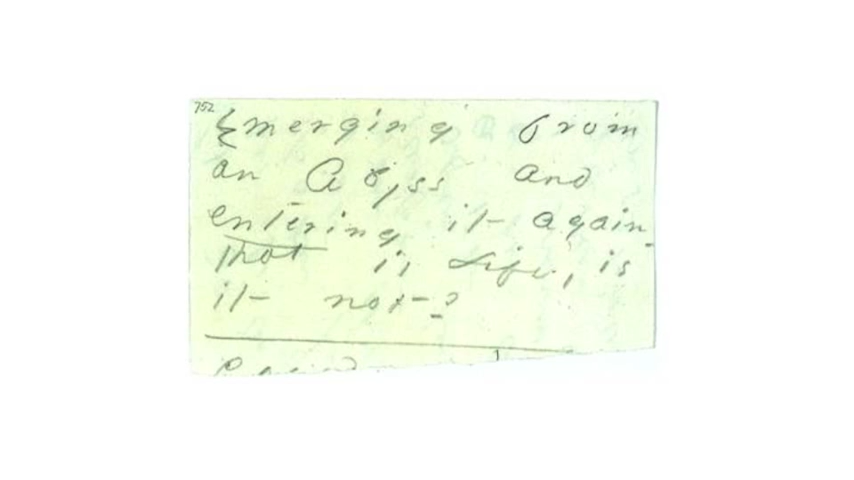 752
Emerging from
an Abyss and
entering it again
that is Life, is
it not?